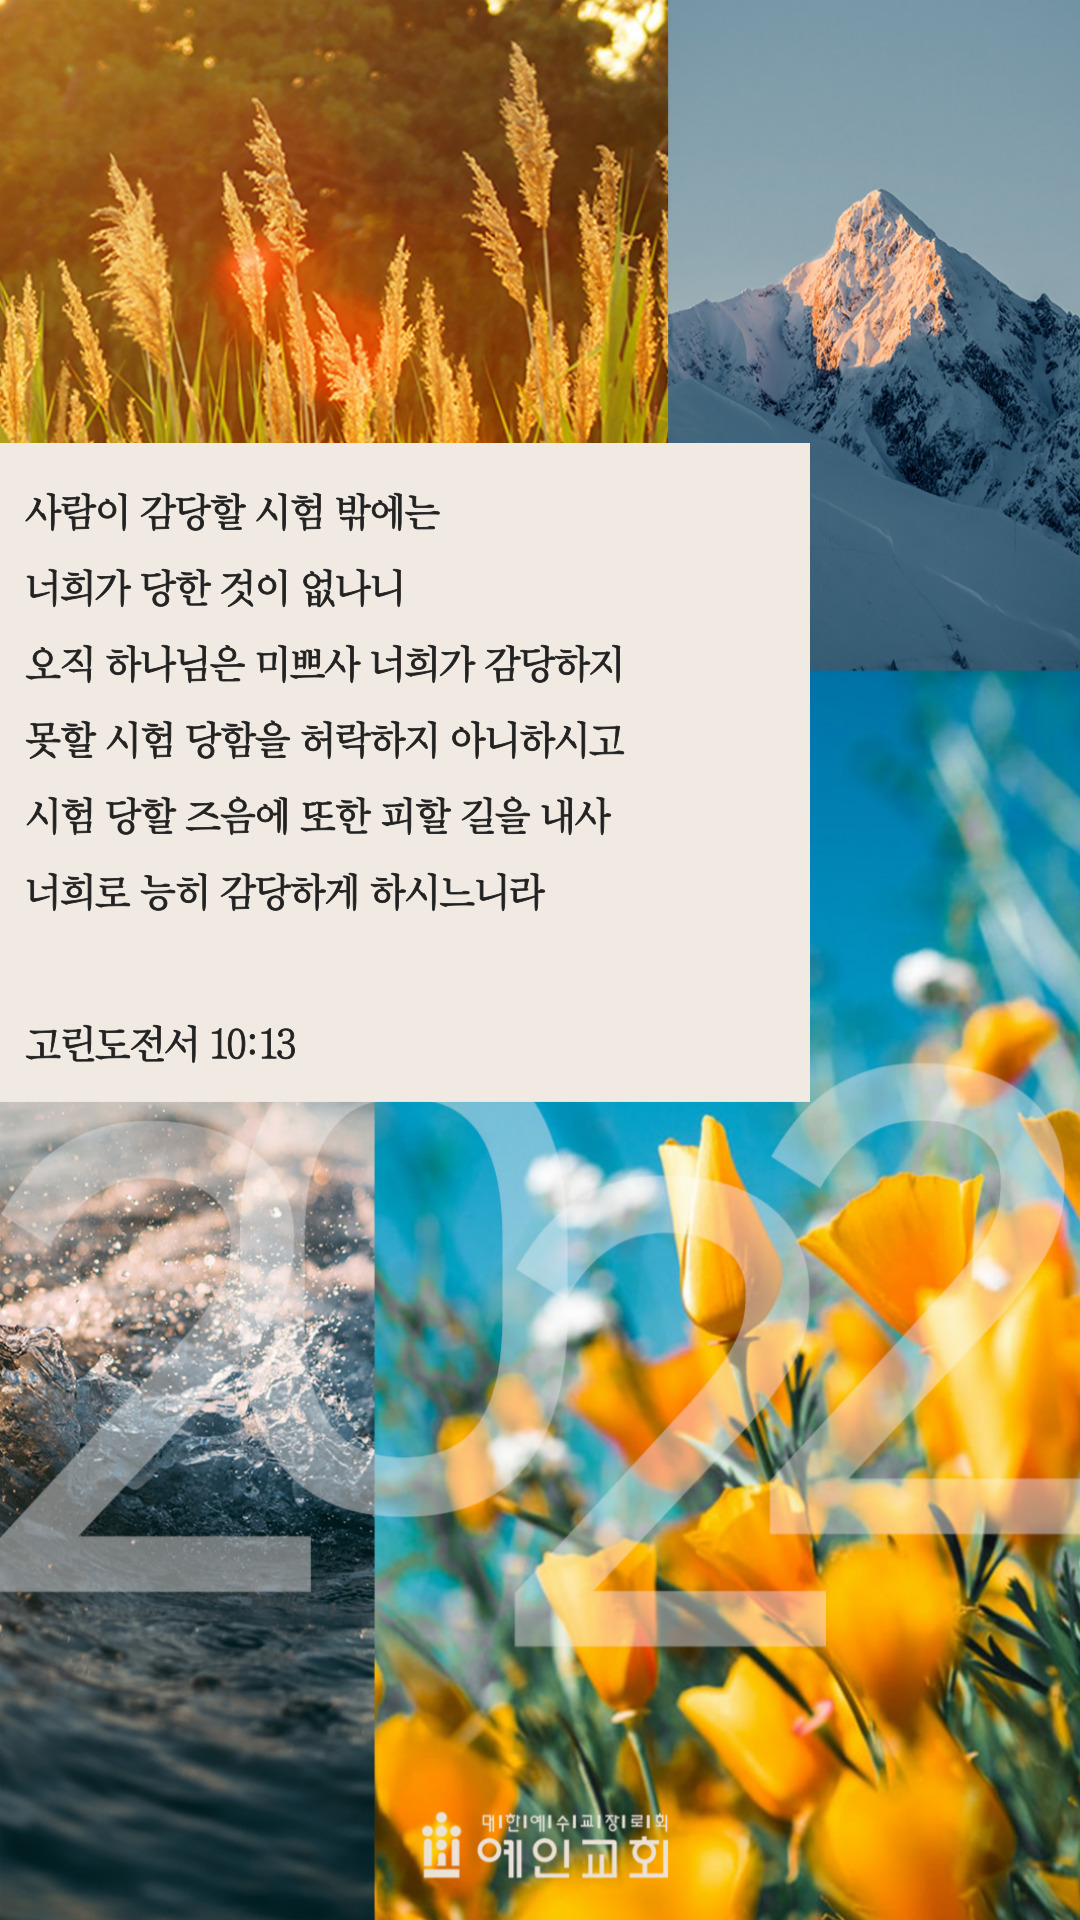 사람이 감당할 시험 밖에는
너희가 당한 것이 없나니
오직 하나님은 미쁘사 너희가 감당하지
못할 시험 당함을 허락하지 아니하시고
시험 당할 즈음에 또한 피할 길을 내사
너희로 능히 감당하게 하시느니라
고린도전서 10:13
2022
대|한|예|수|교|장|로|회
예인교회